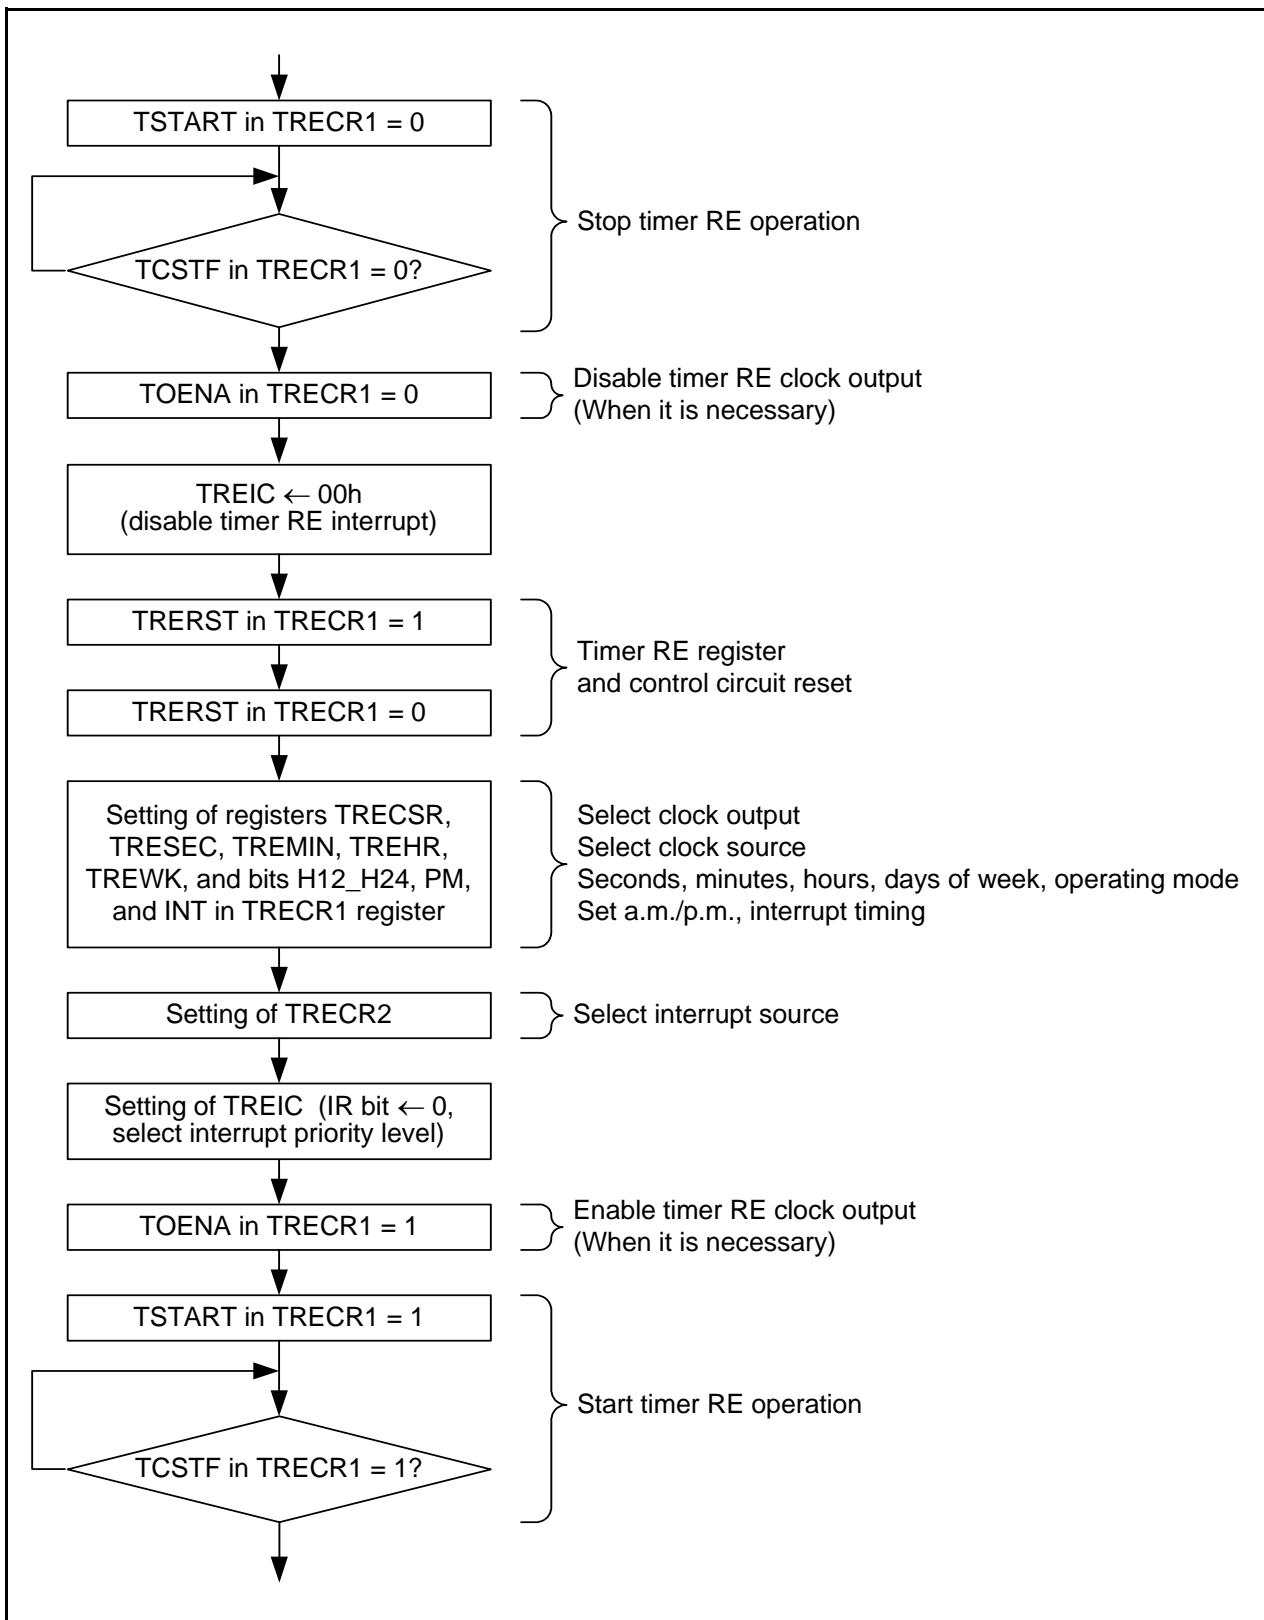 TSTART in TRECR1 = 0
TCSTF in TRECR1 = 0?
Stop timer RE operation
TOENA in TRECR1 = 0
Disable timer RE clock output
(When it is necessary)
TREIC ← 00h
(disable timer RE interrupt)
TRERST in TRECR1 = 1
TRERST in TRECR1 = 0
Timer RE register
and control circuit reset
Setting of registers TRECSR,
TRESEC, TREMIN, TREHR,
TREWK, and bits H12_H24, PM,
and INT in TRECR1 register
Select clock output
Select clock source
Seconds, minutes, hours, days of week, operating mode
Set a.m./p.m., interrupt timing
Setting of TRECR2
Select interrupt source
Setting of TREIC (IR bit ← 0,
select interrupt priority level)
TOENA in TRECR1 = 1
Enable timer RE clock output
(When it is necessary)
TSTART in TRECR1 = 1
TCSTF in TRECR1 = 1?
Start timer RE operation